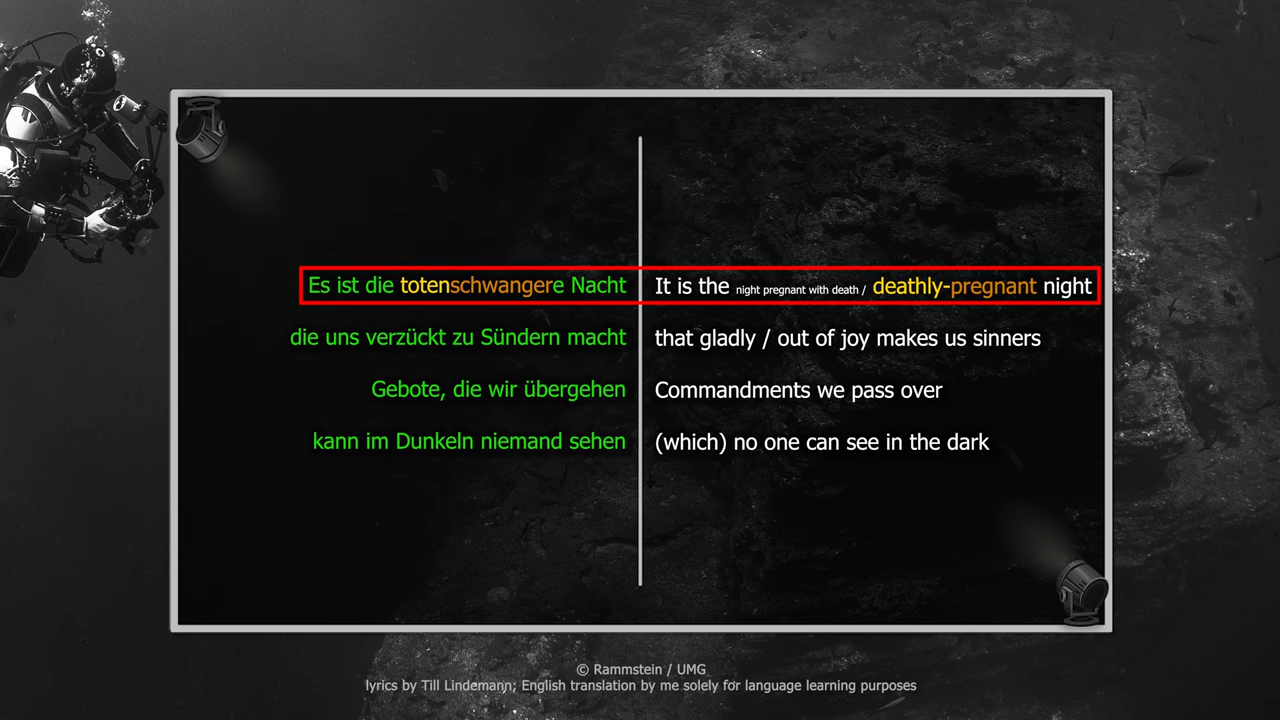 Es ist die totenschwangere Nacht It is the night pregnant with death / deathly-pregnant night
die uns verzückt zu Sündern macht that gladly / out of joy makes us sinners
Gebote, die wir übergehen Commandments we pass over
kann im Dunkeln niemand sehen (which) no one can see in the dark
© Rammstein / UMG
lyrics by Till Lindemann; English translation by me solely for language learning purposes